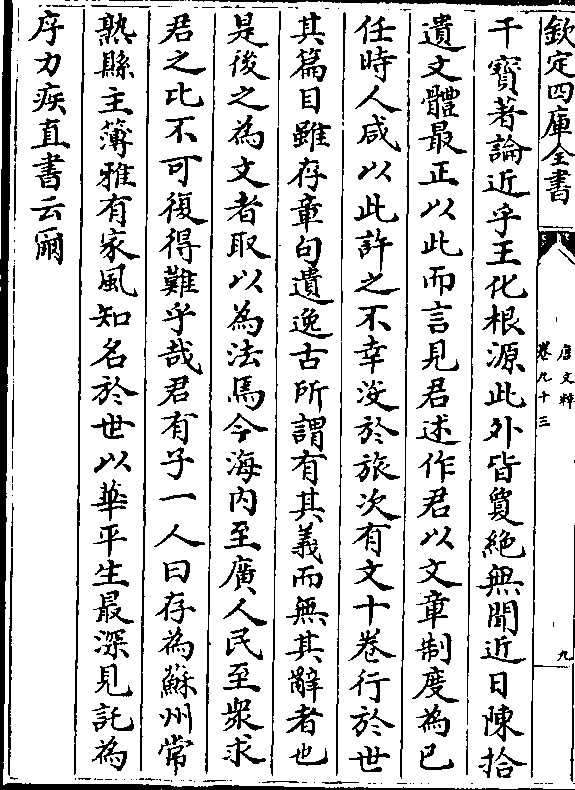 欽定四庫全書
唐文粹
卷九十三
九
干寳著論近乎王化根源此外皆敻絶無聞近日陳拾
遺文體最正以此而言見君述作君以文章制度為已
任時人咸以此許之不幸沒於旅次有文十卷行於世
其篇目雖存章句遺逸古所謂有其義而無其辭者也
是後之為文者取以為法焉今海内至廣人民至衆求
君之比不可復得難乎哉君有子一人曰存為蘇州常
熟縣主簿雅有家風知名於世以華平生最深見託為
序力疾直書云爾